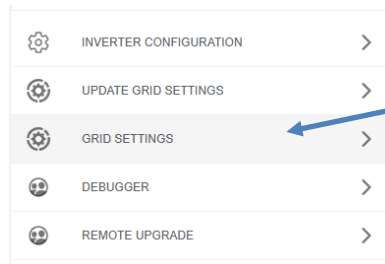 INVERTER CONFIGURATION
UPDATE GRID SETTINGS
GRID SETTINGS
DEBUGGER
REMOTE UPGRADE